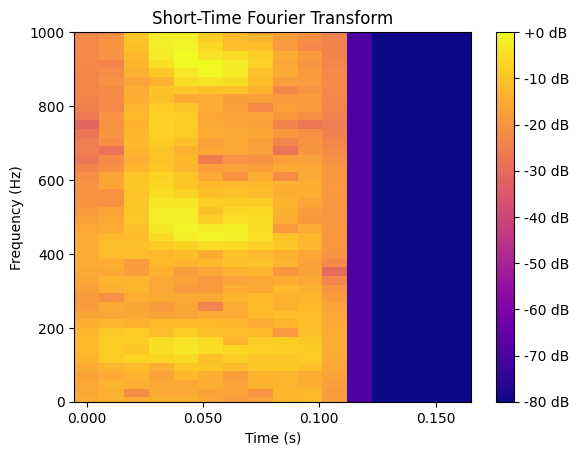 Short-Time Fourier Transform
1000
800
600
400
200
0
Frequency (Hz)
0.000
0.050
0.100
0.150
Time (s)
+0 dB
-10 dB
-20 dB
-30 dB
-40 dB
-50 dB
-60 dB
-70 dB
-80 dB